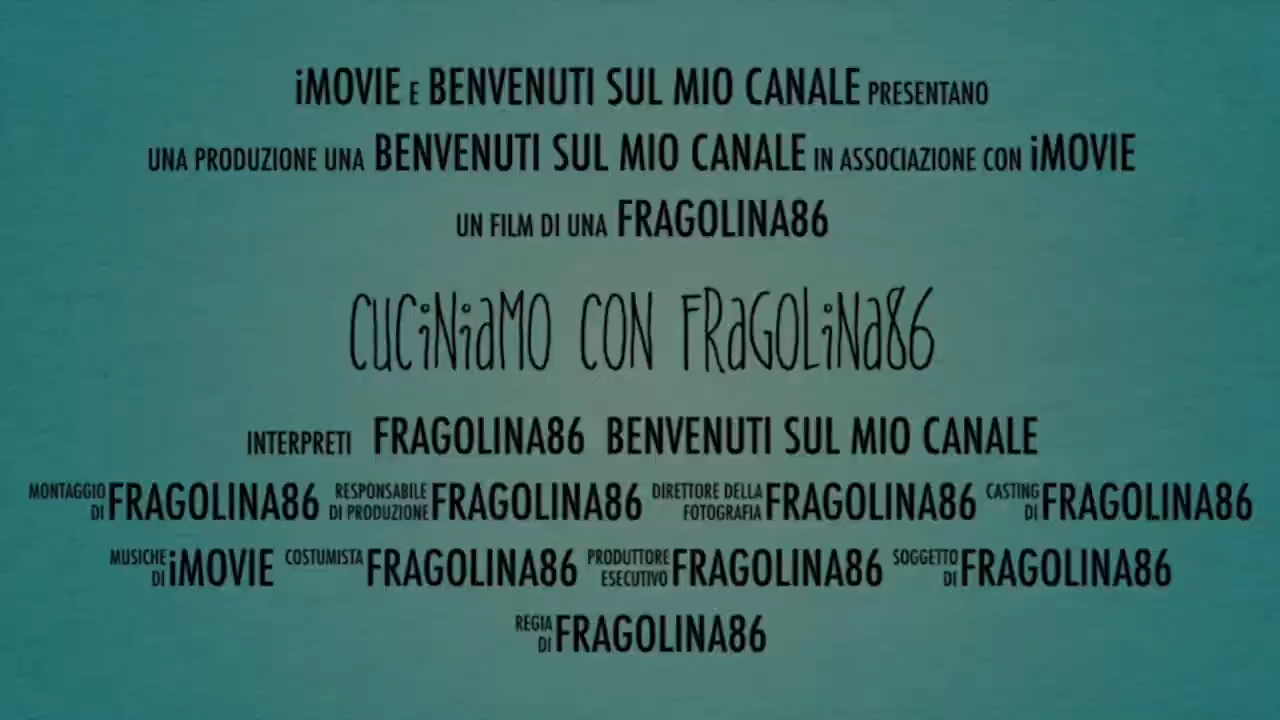 iMOVIE E BENVENUTI SUL MIO CANALE PRESENTANO
UNA PRODUZIONE UNA BENVENUTI SUL MIO CANALE IN ASSOCIAZIONE CON iMOVIE
UN FILM DI UNA FRAGOLINA86
CUCiNiaMO CON FRaGOLiNa86
INTERPRETI FRAGOLINA86 BENVENUTI SUL MIO CANALE
MONTAGGIO DI FRAGOLINA86 RESPONSABILE DI PRODUZIONE FRAGOLINA86 DIRETTORE DELLA FOTOGRAFIA FRAGOLINA86 CASTING DI FRAGOLINA86
MUSICHE DI iMOVIE COSTUMISTA FRAGOLINA86 PRODUTTORE ESECUTIVO FRAGOLINA86 SOGGETTO DI FRAGOLINA86
REGIA DI FRAGOLINA86